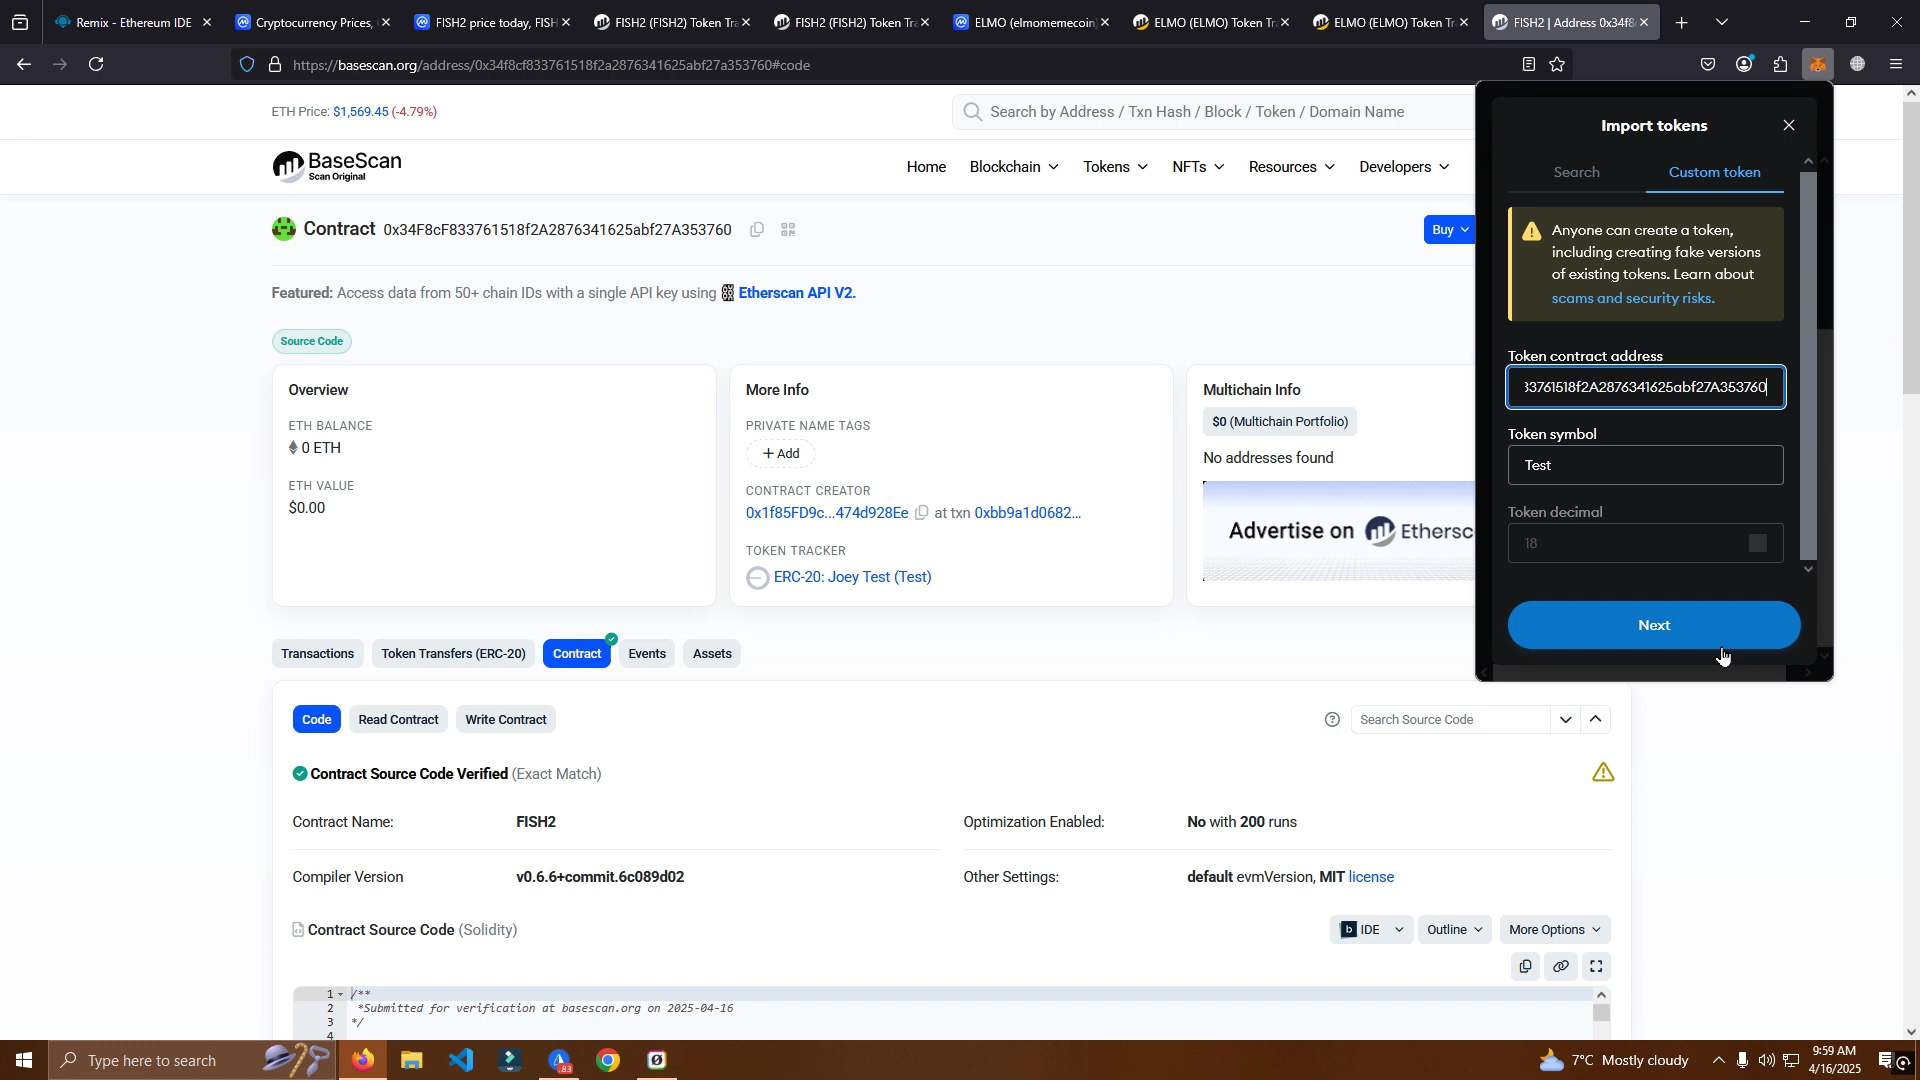 Remix - Ethereum IDE
Cryptocurrency Prices,
FISH2 price today, FISH
FISH2 (FISH2) Token Tra
FISH2 (FISH2) Token Tra
ELMO (elmomemecoin
ELMO (ELMO) Token Tr
ELMO (ELMO) Token Tr
FISH2 | Address 0x34f8
https://basescan.org/address/0x34f8cf833761518f2a2876341625abf27a353760#code
ETH Price: $1,569.45 (-4.79%)
Search by Address / Txn Hash / Block / Token / Domain Name
BaseScan
Scan Original
Home
Blockchain
Tokens
NFTs
Resources
Developers
Contract 0x34F8cF833761518f2A2876341625abf27A353760
Buy
Featured: Access data from 50+ chain IDs with a single API key using Etherscan API V2.
Source Code
Overview
ETH BALANCE
0 ETH
ETH VALUE
$0.00
More Info
PRIVATE NAME TAGS
+ Add
CONTRACT CREATOR
0x1f85FD9c...474d928Ee at txn 0xbb9a1d0682...
TOKEN TRACKER
ERC-20: Joey Test (Test)
Multichain Info
$0 (Multichain Portfolio)
No addresses found
Advertise on Ethersc
Transactions
Token Transfers (ERC-20)
Contract
Events
Assets
Code
Read Contract
Write Contract
Search Source Code
Contract Source Code Verified (Exact Match)
Contract Name:
FISH2
Optimization Enabled:
No with 200 runs
Compiler Version
v0.6.6+commit.6c089d02
Other Settings:
default evmVersion, MIT license
Contract Source Code (Solidity)
b IDE
Outline
More Options
1 /**
2 *Submitted for verification at basescan.org on 2025-04-16
3 */
4
Import tokens
Search
Custom token
Anyone can create a token,
including creating fake versions
of existing tokens. Learn about
scams and security risks.
Token contract address
33761518f2A2876341625abf27A353760
Token symbol
Test
Token decimal
18
Next
Type here to search
83
7°C Mostly cloudy
9:59 AM
4/16/2025